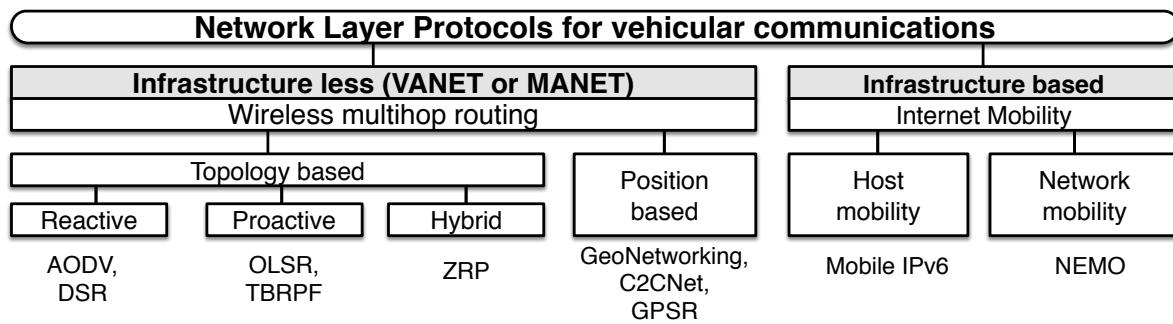 Network Layer Protocols for vehicular communications
Infrastructure less (VANET or MANET)
Wireless multihop routing
Topology based
Reactive
AODV,
DSR
Proactive
OLSR,
TBRPF
Hybrid
ZRP
Position
based
GeoNetworking,
C2CNet,
GPSR
Infrastructure based
Internet Mobility
Host
mobility
Mobile IPv6
Network
mobility
NEMO